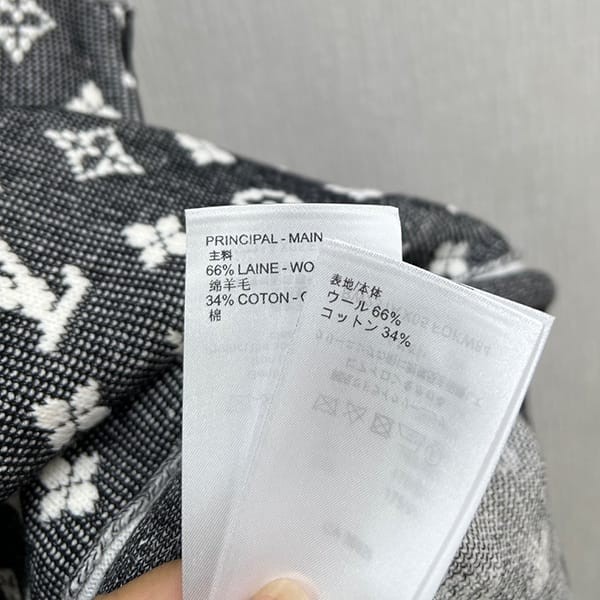 PRINCIPAL - MAIN
主料
66% LAINE - WO
绵羊毛
34% COTON - C
棉
表地/本体
ウール 66%
コットン 34%